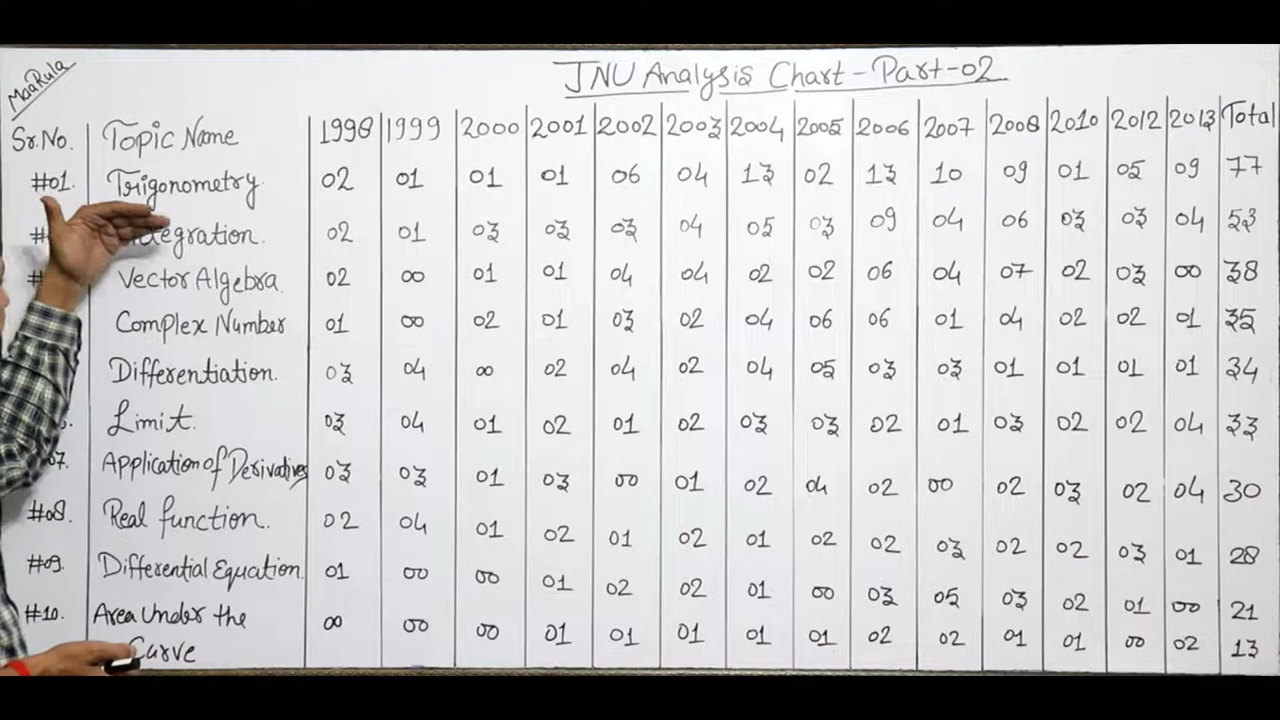 MaaRula
JNU Analysis Chart - Part-02
Sr.No. Topic Name 1998 1999 2000 2001 2002 2003 2004 2005 2006 2007 2008 2010 2012 2013 Total
#01. Trigonometry 02 01 01 01 06 04 13 02 13 10 09 01 05 09 77
# Integration. 02 01 03 03 03 04 05 03 09 04 06 03 03 04 53
# Vector Algebra. 02 00 01 01 04 04 02 02 06 04 07 02 03 00 38
Complex Number 01 00 02 01 03 02 04 06 06 01 04 02 02 01 35
Differentiation. 03 04 00 02 04 02 04 05 03 03 01 01 01 01 34
Limit. 03 04 01 02 01 02 03 03 02 01 03 02 02 04 33
07. Application of Derivatives 03 03 01 03 00 01 02 04 02 00 02 03 02 04 30
#08. Real function. 02 04 01 02 01 02 01 02 02 03 02 02 03 01 28
#09. Differential Equation. 01 00 00 01 02 02 01 00 03 05 03 02 01 00 21
#10. Area Under the 00 00 00 01 01 01 01 01 02 02 01 01 00 02 13
Curve